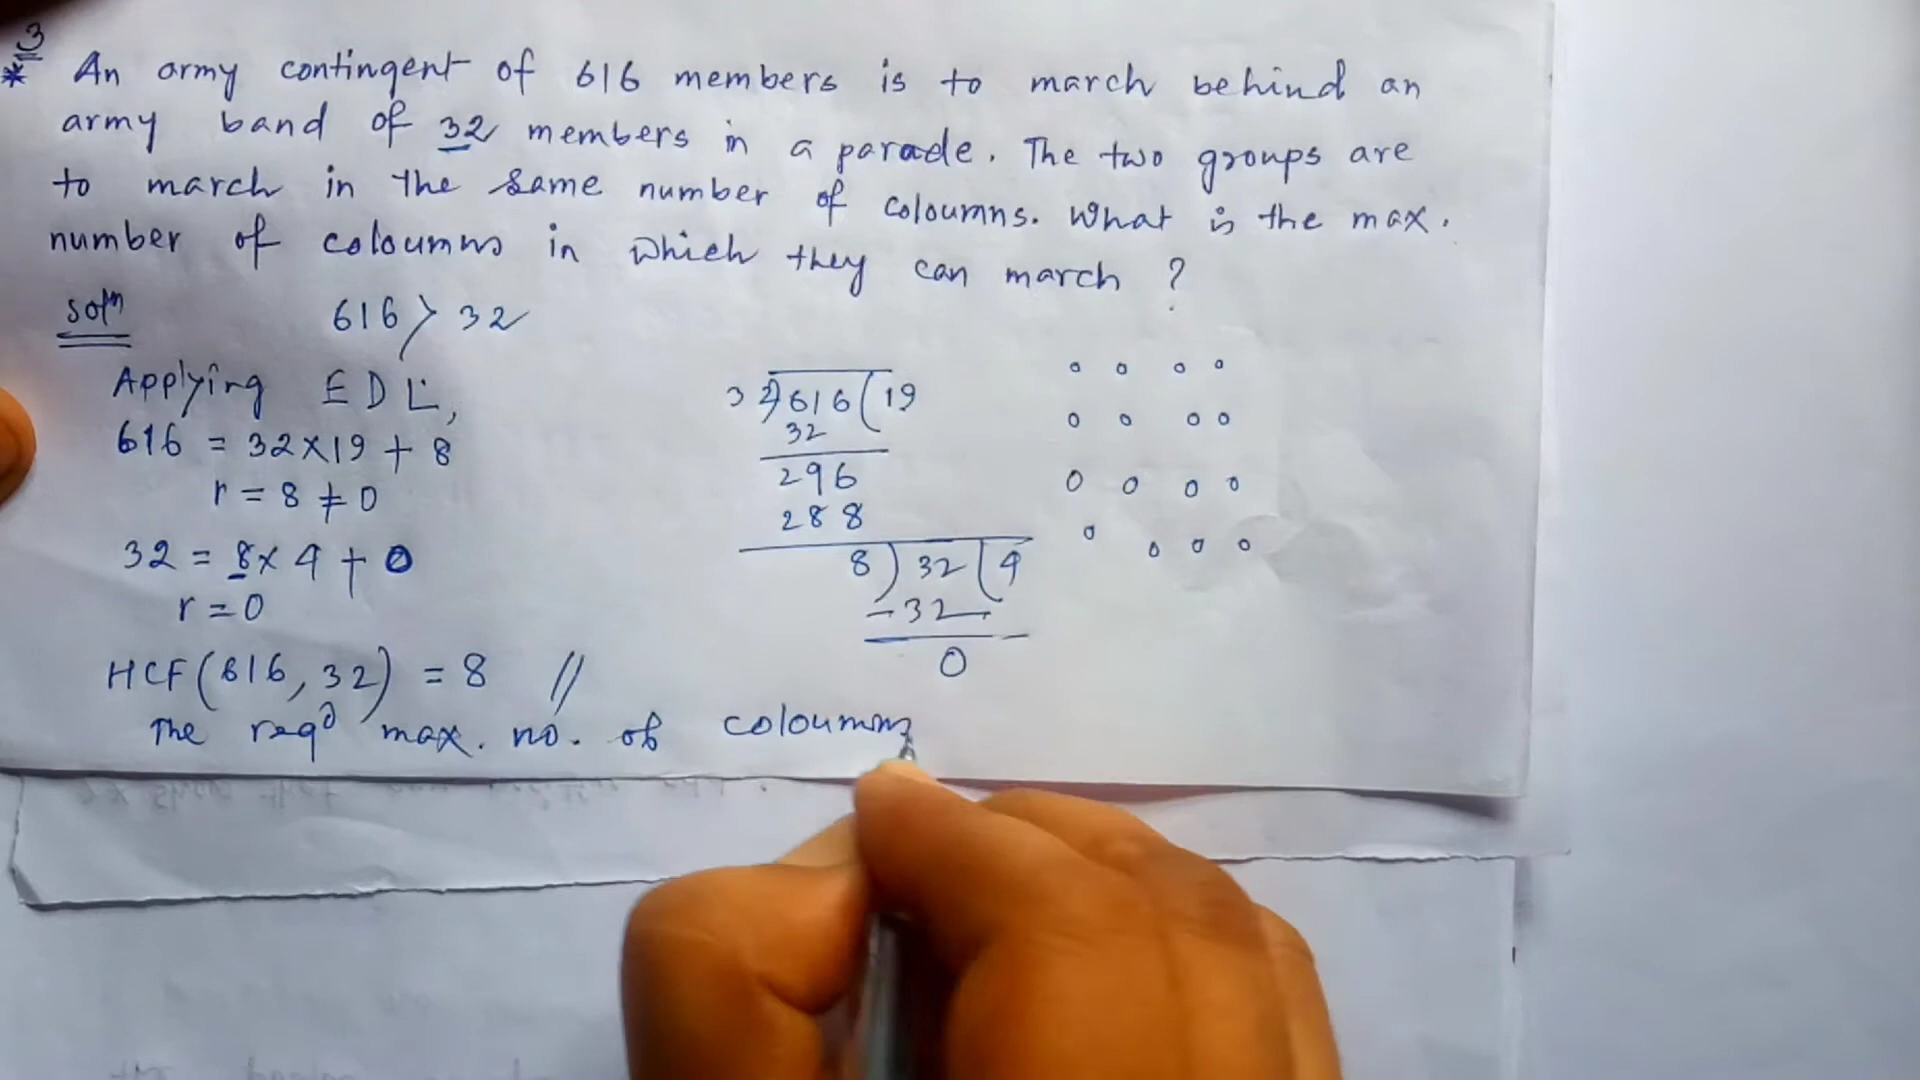 3
* An army contingent of 616 members is to march behind an
army band of 32 members in a parade. The two groups are
to march in the same number of coloumns. What is the max.
number of coloumns in which they can march ?
Solⁿ 616 > 32
Applying EDL,
616 = 32×19 + 8
r = 8 ≠ 0
32 = 8×4 + 0
r = 0
HCF(616, 32) = 8 //
The reqᵈ max. no. of coloumns
32)616(19
32
296
288
8)32(4
-32
0